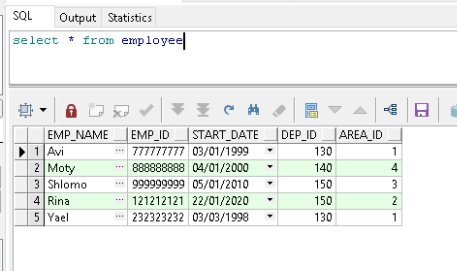 SQL Output Statistics
select * from employee
EMP_NAME EMP_ID START_DATE DEP_ID AREA_ID
1 Avi ... 777777777 03/01/1999 130 1
2 Moty ... 888888888 04/01/2000 140 4
3 Shlomo ... 999999999 05/01/2010 150 3
4 Rina ... 121212121 22/01/2020 150 2
5 Yael ... 232323232 03/03/1998 130 1